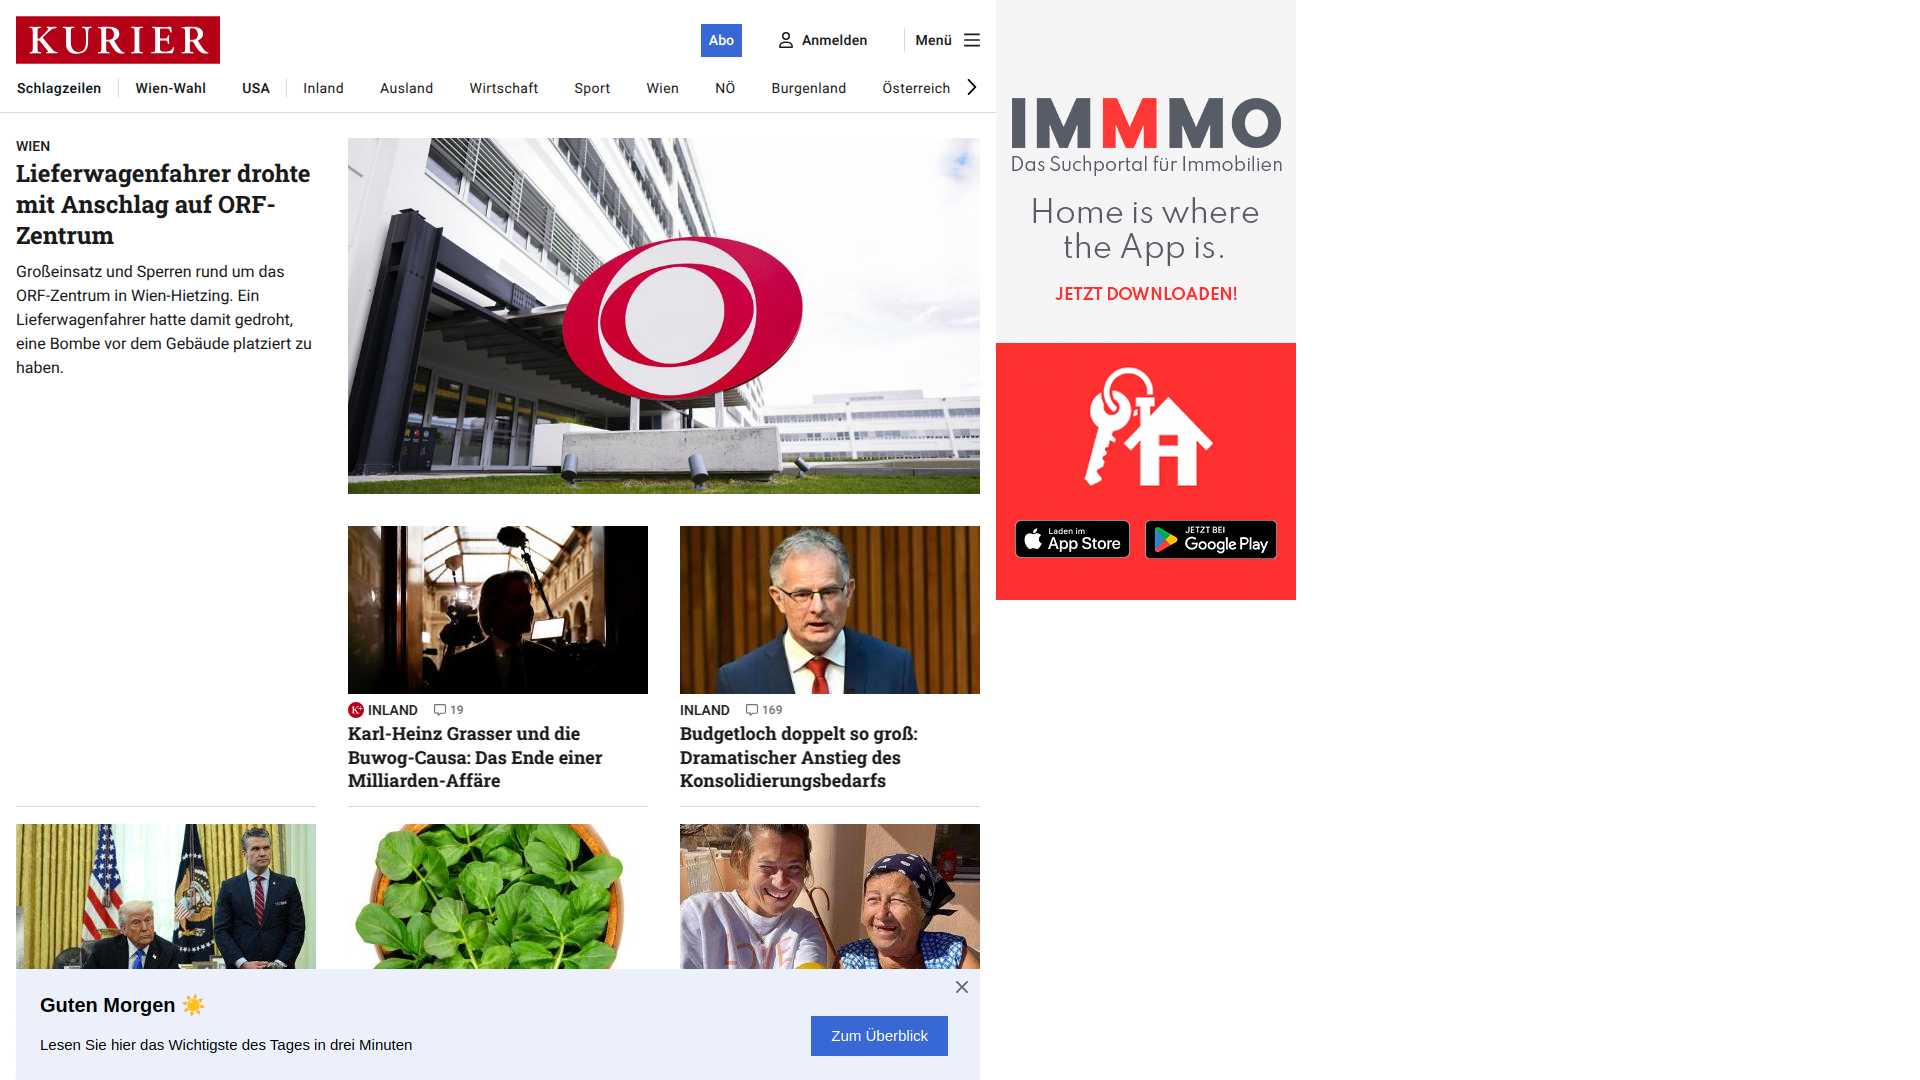 KURIER
Abo
Anmelden
Menü
Schlagzeilen
Wien-Wahl
USA
Inland
Ausland
Wirtschaft
Sport
Wien
NÖ
Burgenland
Österreich
WIEN
Lieferwagenfahrer drohte
mit Anschlag auf ORF-
Zentrum
Großeinsatz und Sperren rund um das
ORF-Zentrum in Wien-Hietzing. Ein
Lieferwagenfahrer hatte damit gedroht,
eine Bombe vor dem Gebäude platziert zu
haben.
K+ INLAND 19
Karl-Heinz Grasser und die
Buwog-Causa: Das Ende einer
Milliarden-Affäre
INLAND 169
Budgetloch doppelt so groß:
Dramatischer Anstieg des
Konsolidierungsbedarfs
Guten Morgen ☀️
Lesen Sie hier das Wichtigste des Tages in drei Minuten
Zum Überblick
IMMMO
Das Suchportal für Immobilien
Home is where
the App is.
JETZT DOWNLOADEN!
Laden im
App Store
JETZT BEI
Google Play